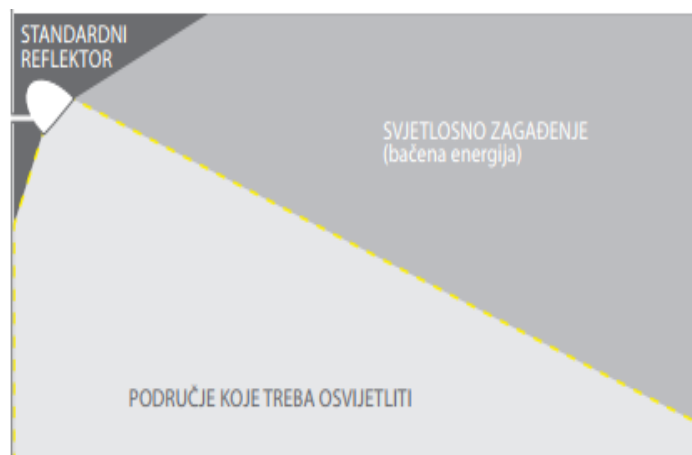 STANDARDNI
REFLEKTOR
SVJETLOSNO ZAGAĐENJE
(bačena energija)
PODRUČJE KOJE TREBA OSVIJETLITI